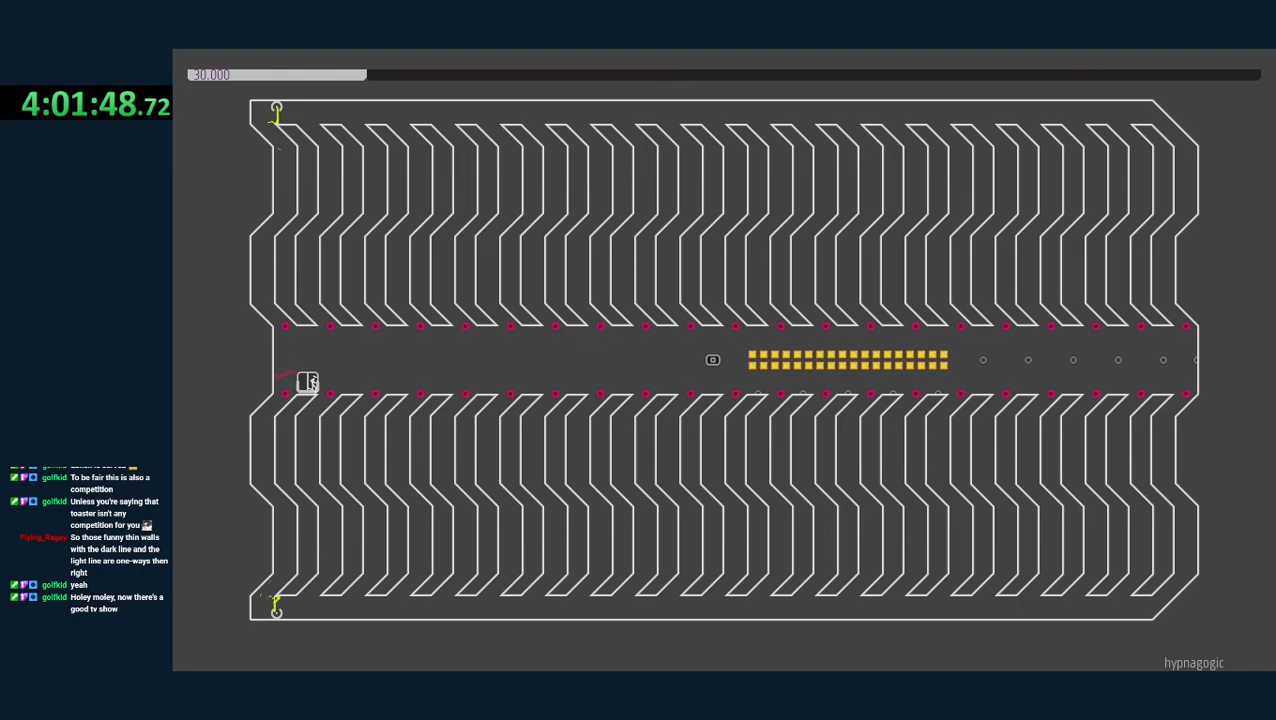 30.000
4:01:48.72
golfkid To be fair this is also a
competition
golfkid Unless you're saying that
toaster isn't any
competition for you
Flying_Ragey So those funny thin walls
with the dark line and the
light line are one-ways then
right
golfkid yeah
golfkid Holey moley, now there's a
good tv show
hypnagogic